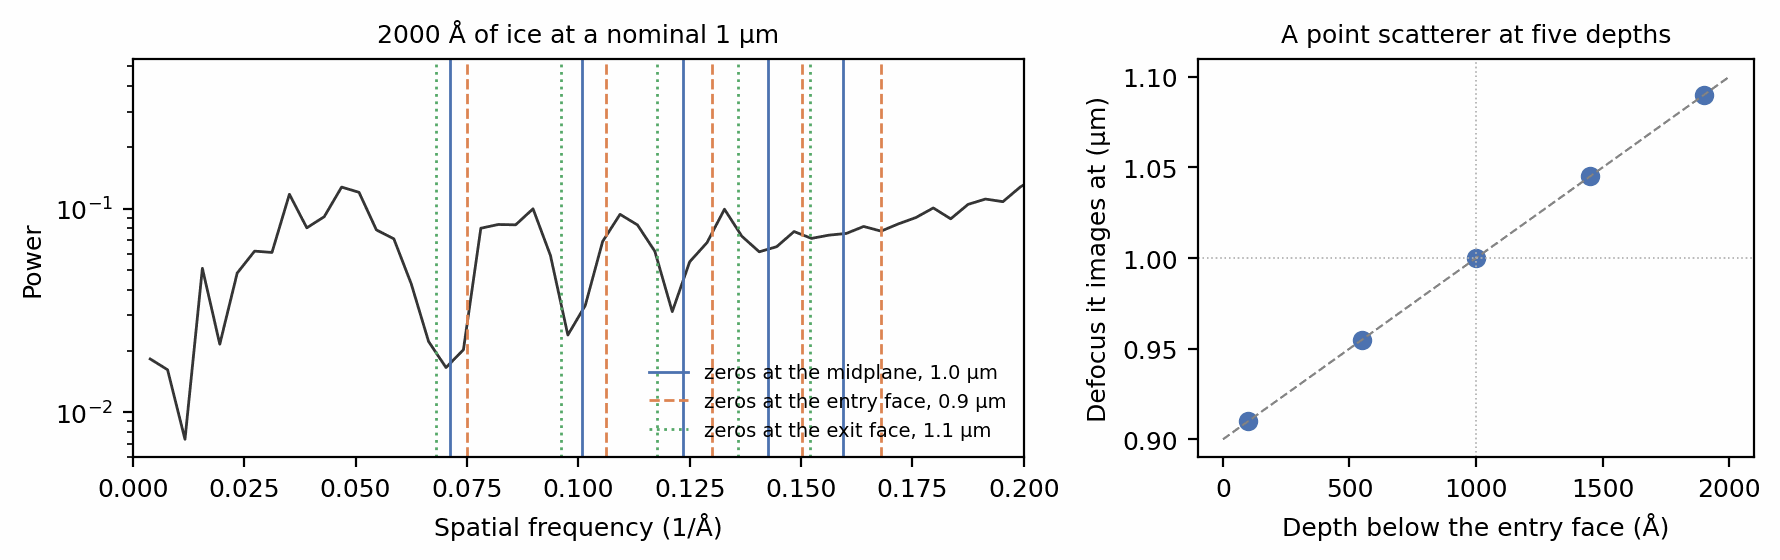 2000 Å of ice at a nominal 1 µm
Power
10⁻¹
10⁻²
zeros at the midplane, 1.0 µm
zeros at the entry face, 0.9 µm
zeros at the exit face, 1.1 µm
0.000 0.025 0.050 0.075 0.100 0.125 0.150 0.175 0.200
Spatial frequency (1/Å)
A point scatterer at five depths
Defocus it images at (µm)
1.10
1.05
1.00
0.95
0.90
0 500 1000 1500 2000
Depth below the entry face (Å)